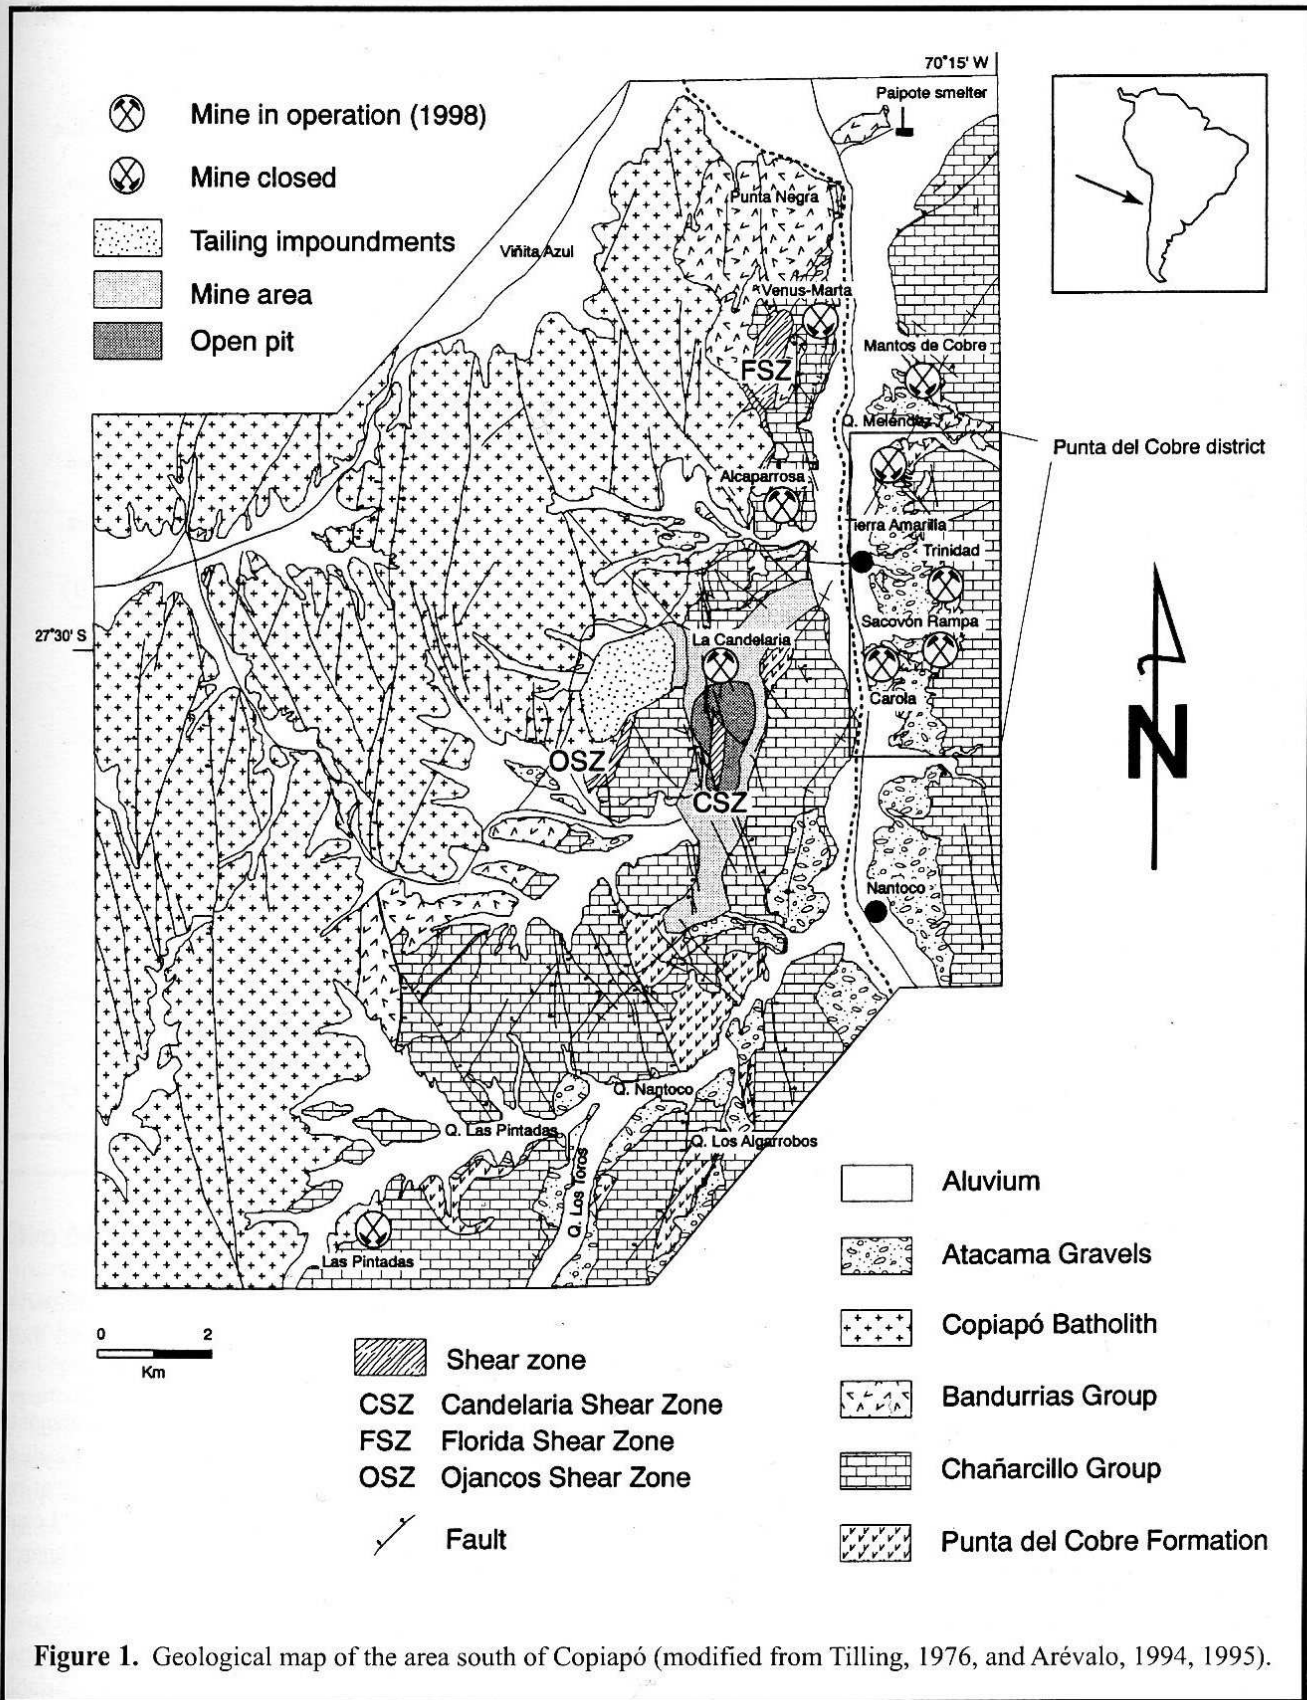 70°15' W
Paipote smelter
Mine in operation (1998)
Mine closed
Tailing impoundments
Mine area
Open pit
Punta Negra
Viñita Azul
Venus-Marta
Mantos de Cobre
FSZ
Q. Meléndez
Punta del Cobre district
Alcaparrosa
Tierra Amarilla
Trinidad
27°30' S
Sacovón Rampa
La Candelaria
Carola
OSZ
CSZ
N
Nantoco
Q. Nantoco
Q. Las Pintadas
Q. Los Algarrobos
Q. Los Toros
Las Pintadas
0 2
Km
Shear zone
CSZ Candelaria Shear Zone
FSZ Florida Shear Zone
OSZ Ojancos Shear Zone
Fault
Aluvium
Atacama Gravels
Copiapó Batholith
Bandurrias Group
Chañarcillo Group
Punta del Cobre Formation
Figure 1. Geological map of the area south of Copiapó (modified from Tilling, 1976, and Arévalo, 1994, 1995).